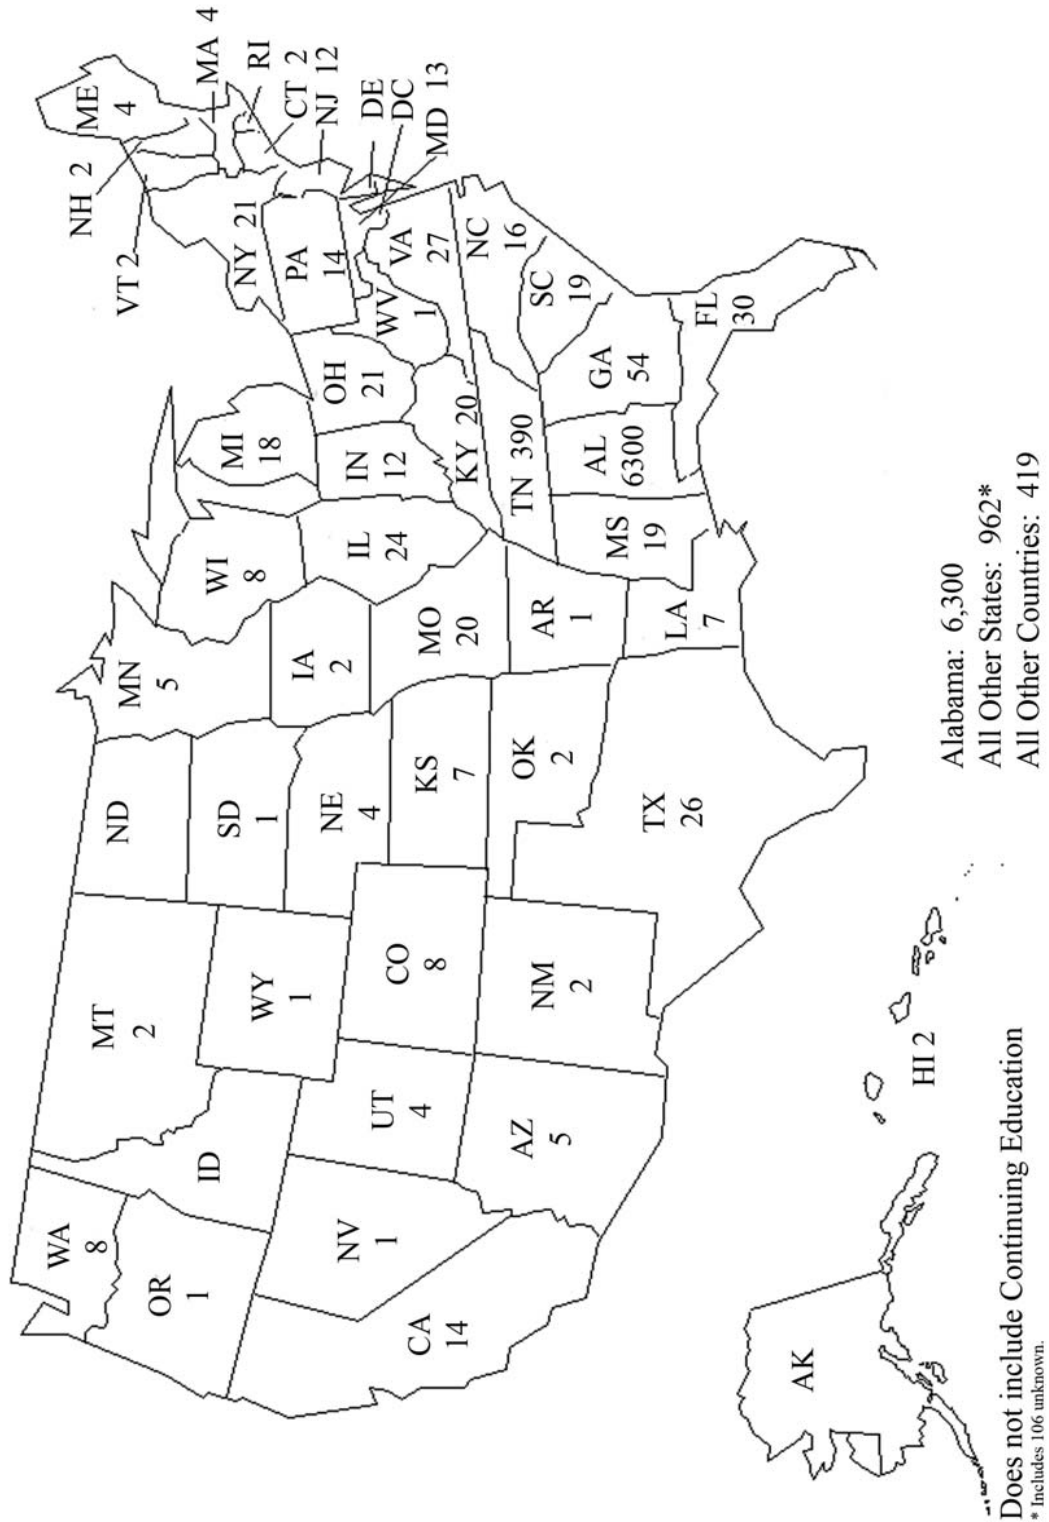 WA
8
OR
1
CA
14
NV
1
ID
MT
2
WY
1
UT
4
AZ
5
CO
8
NM
2
ND
SD
1
NE
4
KS
7
OK
2
TX
26
MN
5
IA
2
MO
20
AR
1
LA
7
WI
8
IL
24
MI
18
IN
12
OH
21
KY 20
TN 390
MS
19
AL
6300
GA
54
FL
30
SC
19
NC
16
VA
27
WV
1
PA
14
NY 21
VT 2
NH 2
ME
4
MA 4
RI
CT 2
NJ 12
DE
DC
MD 13
AK
HI 2
Alabama: 6,300
All Other States: 962*
All Other Countries: 419
Does not include Continuing Education
* Includes 106 unknown.